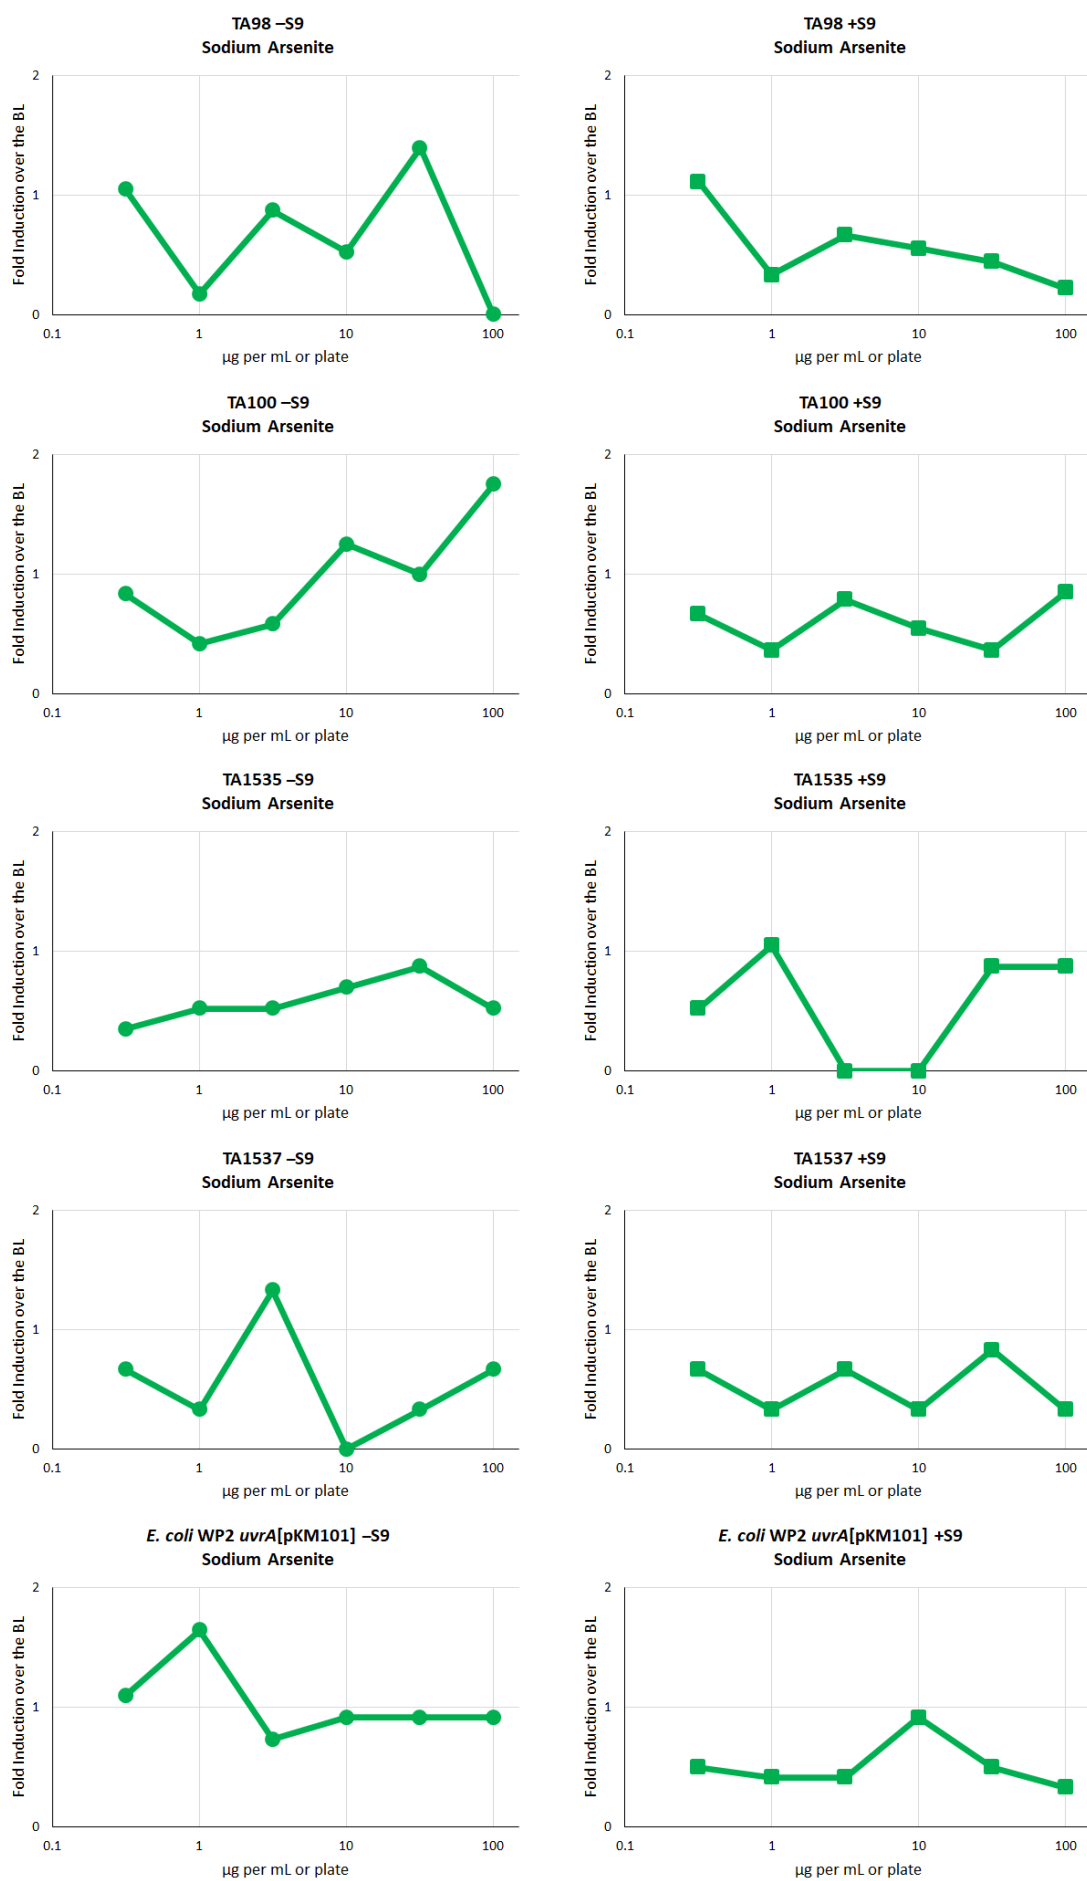 TA98 –S9
Sodium Arsenite
Fold Induction over the BL
2
1
0
0.1 1 10 100
µg per mL or plate
TA98 +S9
Sodium Arsenite
Fold Induction over the BL
2
1
0
0.1 1 10 100
µg per mL or plate
TA100 –S9
Sodium Arsenite
Fold Induction over the BL
2
1
0
0.1 1 10 100
µg per mL or plate
TA100 +S9
Sodium Arsenite
Fold Induction over the BL
2
1
0
0.1 1 10 100
µg per mL or plate
TA1535 –S9
Sodium Arsenite
Fold Induction over the BL
2
1
0
0.1 1 10 100
µg per mL or plate
TA1535 +S9
Sodium Arsenite
Fold Induction over the BL
2
1
0
0.1 1 10 100
µg per mL or plate
TA1537 –S9
Sodium Arsenite
Fold Induction over the BL
2
1
0
0.1 1 10 100
µg per mL or plate
TA1537 +S9
Sodium Arsenite
Fold Induction over the BL
2
1
0
0.1 1 10 100
µg per mL or plate
E. coli WP2 uvrA[pKM101] –S9
Sodium Arsenite
Fold Induction over the BL
2
1
0
0.1 1 10 100
µg per mL or plate
E. coli WP2 uvrA[pKM101] +S9
Sodium Arsenite
Fold Induction over the BL
2
1
0
0.1 1 10 100
µg per mL or plate